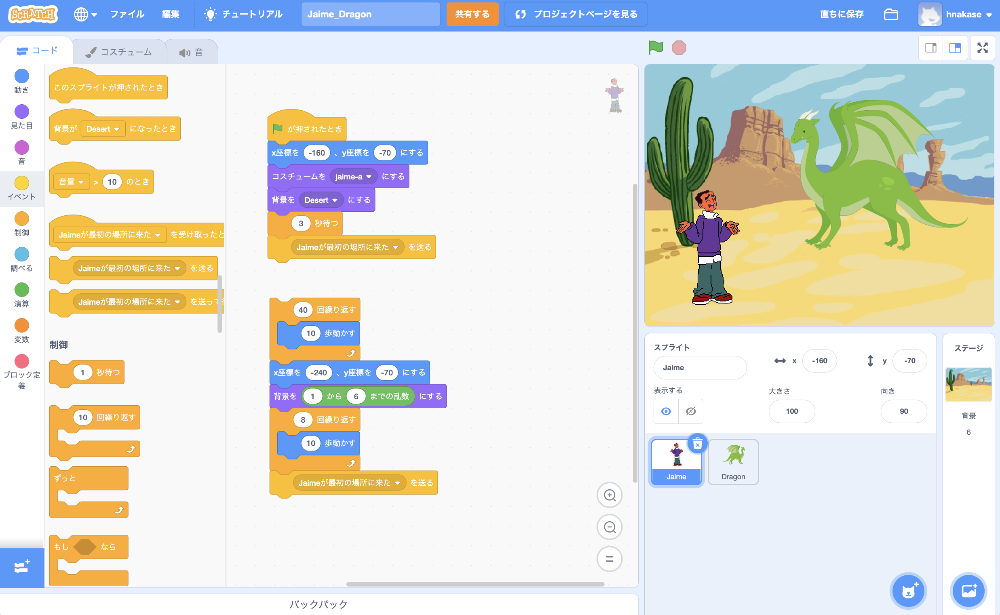 SCRATCH
ファイル 編集 チュートリアル Jaime_Dragon 共有する プロジェクトページを見る 直ちに保存 hnakase
コード コスチューム 音
動き
見た目
音
イベント
制御
調べる
演算
変数
ブロック定
義
このスプライトが押されたとき
背景が Desert になったとき
音量 > 10 のとき
Jaimeが最初の場所に来た を受け取ったと
Jaimeが最初の場所に来た を送る
Jaimeが最初の場所に来た を送って
制御
1 秒待つ
10 回繰り返す
ずっと
もし なら
が押されたとき
x座標を -160 、y座標を -70 にする
コスチュームを jaime-a にする
背景を Desert にする
3 秒待つ
Jaimeが最初の場所に来た を送る
40 回繰り返す
10 歩動かす
x座標を -240 、y座標を -70 にする
背景を 1 から 6 までの乱数 にする
8 回繰り返す
10 歩動かす
Jaimeが最初の場所に来た を送る
バックパック
スプライト
Jaime x -160 y -70
表示する 大きさ 向き
100 90
Jaime Dragon
ステージ
背景
6